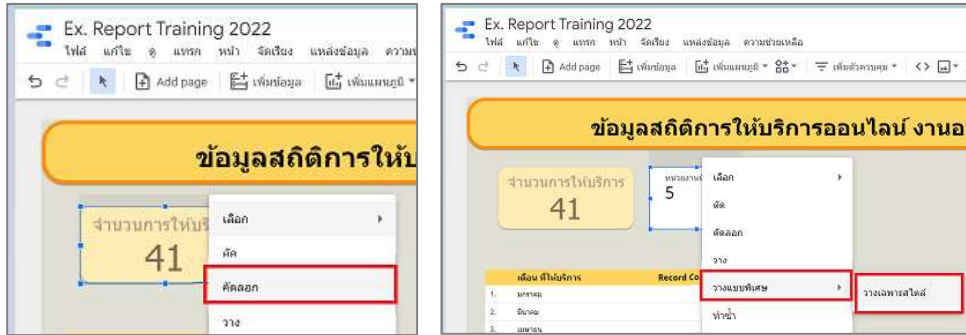 Ex. Report Training 2022
ไฟล์ แก้ไข ดู แทรก หน้า จัดเรียง แหล่งข้อมูล
Add page เพิ่มข้อมูล เพิ่มแผนภูมิ
ข้อมูลสถิติการให้บ
จำนวนการให้บริ
41
เลือก
ตัด
คัดลอก
วาง
Ex. Report Training 2022
ไฟล์ แก้ไข ดู แทรก หน้า จัดเรียง แหล่งข้อมูล ความช่วยเหลือ
Add page เพิ่มข้อมูล เพิ่มแผนภูมิ เพิ่มตัวควบคุม
ข้อมูลสถิติการให้บริการออนไลน์ งานอ
จำนวนการให้บริการ
41
หน่วยงาน
5
เลือก
ตัด
คัดลอก
วาง
วางแบบพิเศษ
วางเฉพาะสไตล์
ทำซ้ำ
เดือน ที่ให้บริการ Record Co
1. มกราคม
2. มีนาคม
3. เมษายน